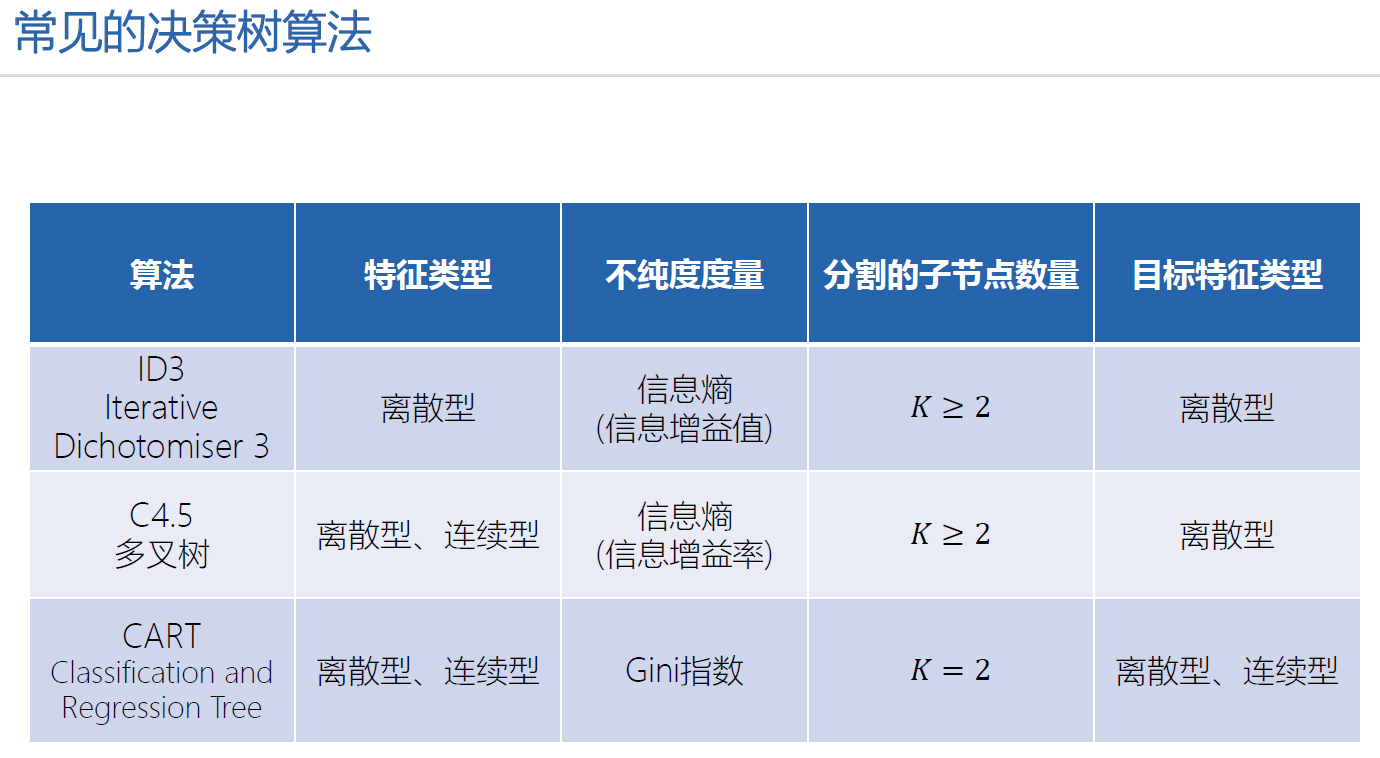 常见的决策树算法
算法
特征类型
不纯度度量
分割的子节点数量
目标特征类型
ID3
Iterative
Dichotomiser 3
离散型
信息熵
(信息增益值)
K ≥ 2
离散型
C4.5
多叉树
离散型、连续型
信息熵
(信息增益率)
K ≥ 2
离散型
CART
Classification and
Regression Tree
离散型、连续型
Gini指数
K = 2
离散型、连续型